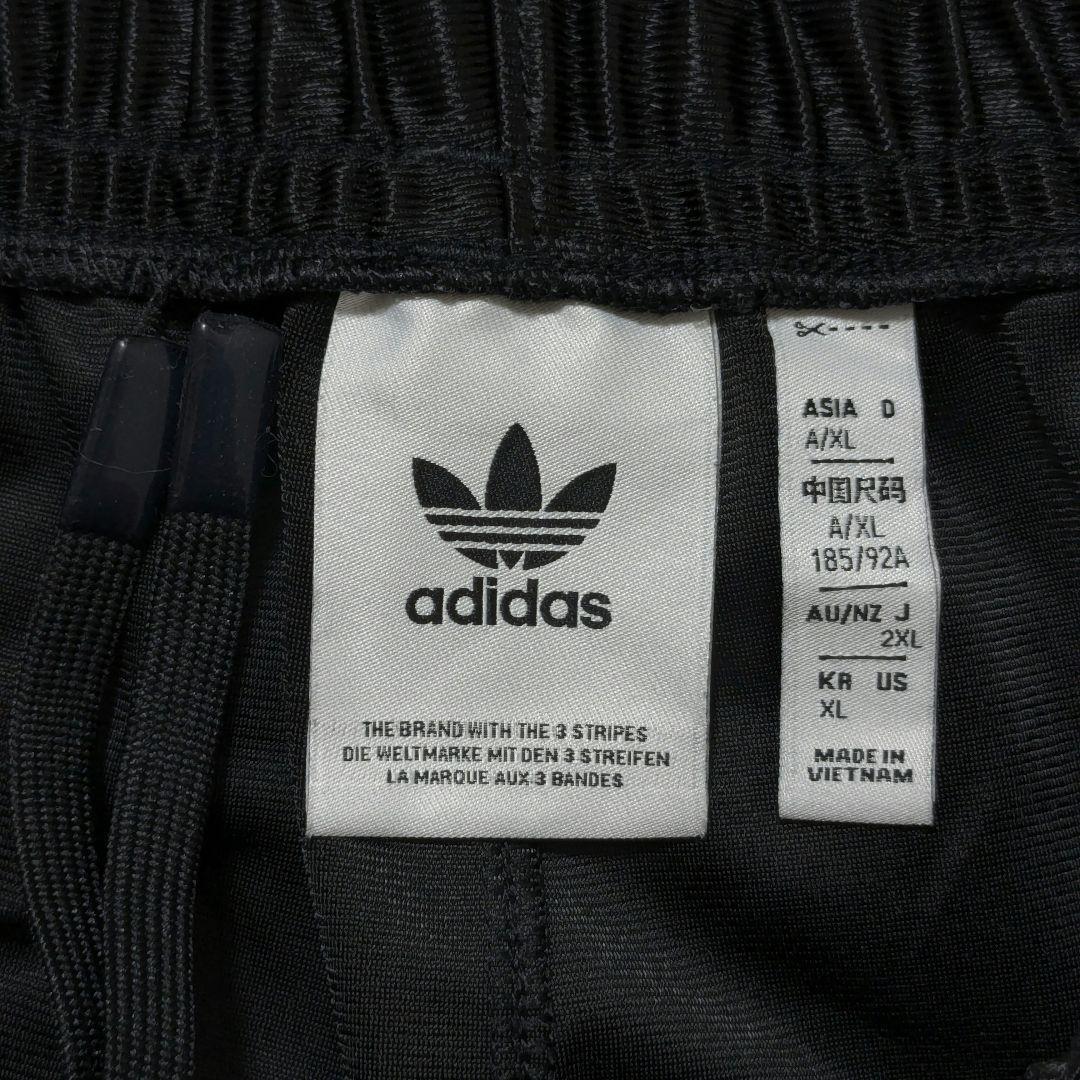 adidas
THE BRAND WITH THE 3 STRIPES
DIE WELTMARKE MIT DEN 3 STREIFEN
LA MARQUE AUX 3 BANDES
ASIA D
A/XL
中国尺码
A/XL
185/92A
AU/NZ J
2XL
KR US
XL
MADE IN
VIETNAM